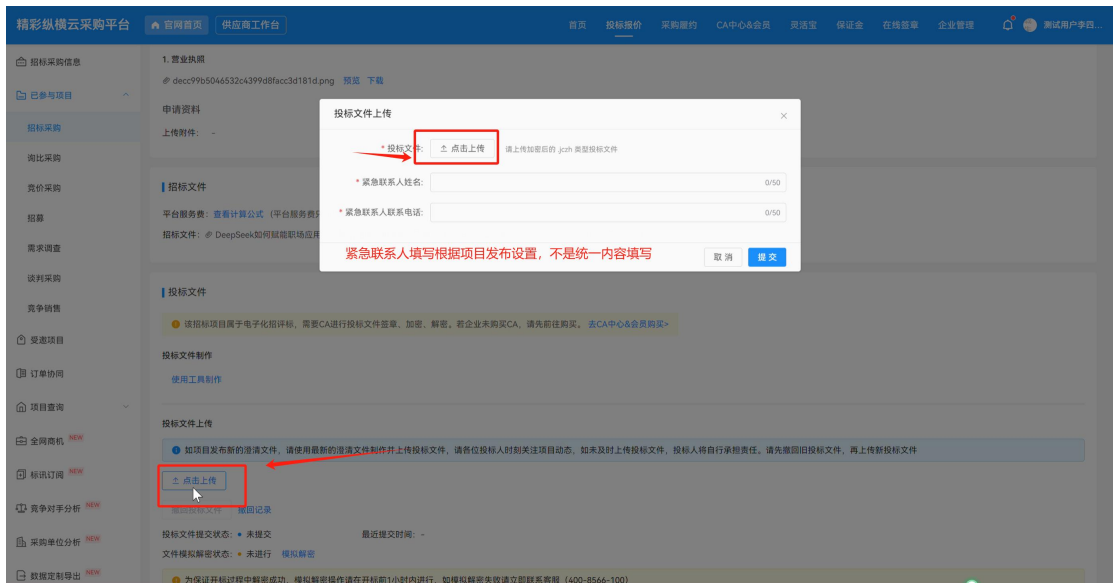 精彩纵横云采购平台 官网首页 供应商工作台 首页 投标报价 采购履约 CA中心&会员 灵活宝 保证金 在线签章 企业管理 测试用户李四...
招标采购信息
已参与项目
招标采购
询比采购
竞价采购
招募
需求调查
谈判采购
竞争销售
受邀项目
订单协同
项目查询
全网商机 NEW
标讯订阅 NEW
竞争对手分析 NEW
采购单位分析 NEW
数据定制导出 NEW
1. 营业执照
decc99b5046532c4399d8facc3d181d.png 预览 下载
申请资料
上传附件: -
招标文件
平台服务费: 查看计算公式 (平台服务费
招标文件: DeepSeek如何赋能职场应用
投标文件上传 ×
* 投标文件: 点击上传 请上传加密后的 .jczh 类型投标文件
* 紧急联系人姓名: 0/50
* 紧急联系人联系电话: 0/50
紧急联系人填写根据项目发布设置，不是统一内容填写
取 消 提 交
投标文件
该招标项目属于电子化招评标，需要CA进行投标文件签章、加密、解密。若企业未购买CA，请先前往购买。 去CA中心&会员购买>
投标文件制作
使用工具制作
投标文件上传
如项目发布新的澄清文件，请使用最新的澄清文件制作并上传投标文件，请各位投标人时刻关注项目动态，如未及时上传投标文件，投标人将自行承担责任。请先撤回旧投标文件，再上传新投标文件
点击上传
撤回投标文件 撤回记录
投标文件提交状态: 未提交 最近提交时间: -
文件模拟解密状态: 未进行 模拟解密
为保证开标过程中解密成功，模拟解密操作请在开标前1小时内进行，如模拟解密失败请立即联系客服 (400-8566-100)